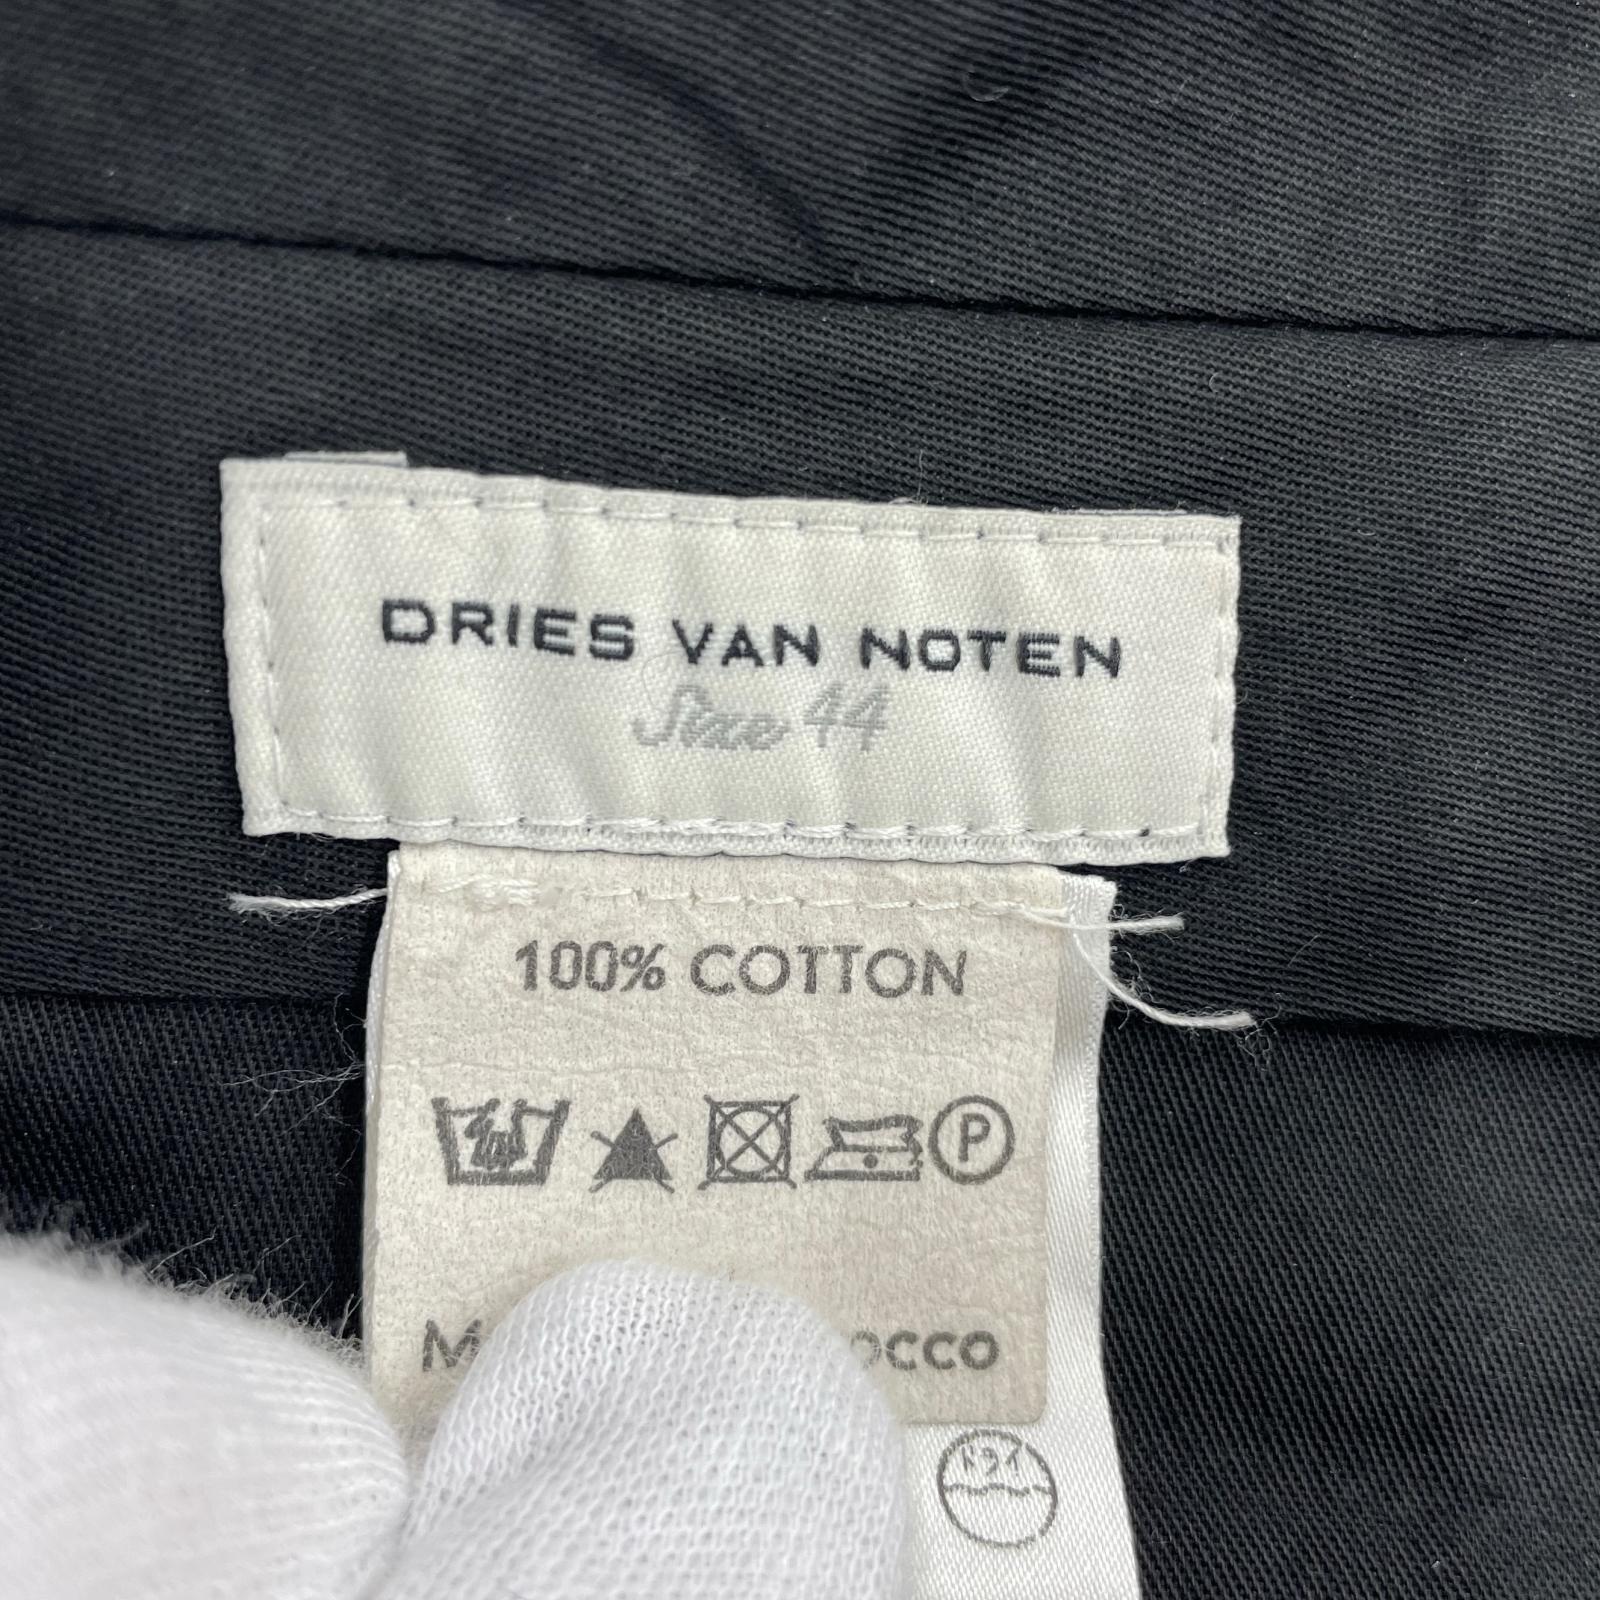 DRIES VAN NOTEN
Size 44
100% COTTON
P